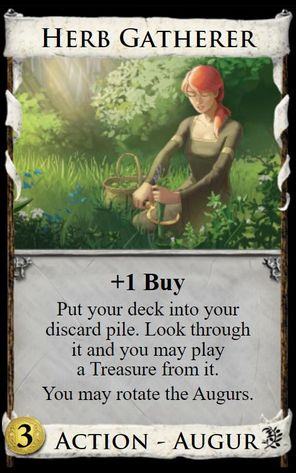 HERB GATHERER
+1 Buy
Put your deck into your
discard pile. Look through
it and you may play
a Treasure from it.
You may rotate the Augurs.
3
ACTION - AUGUR